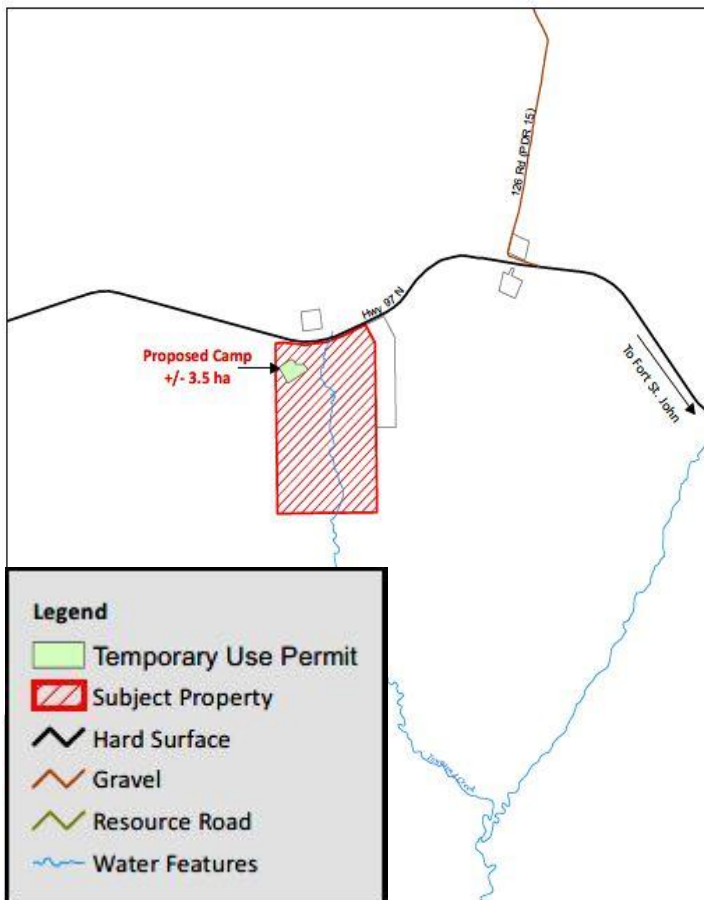 126 Rd (PDR 15)
Hwy 97 N
Proposed Camp
+/- 3.5 ha
To Fort St. John
Legend
Temporary Use Permit
Subject Property
Hard Surface
Gravel
Resource Road
Water Features